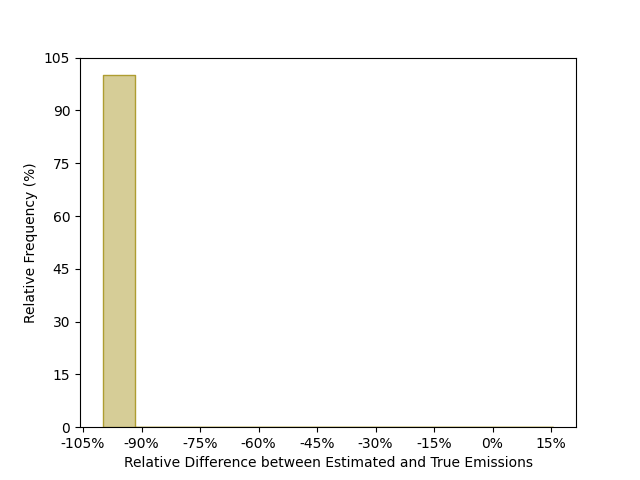 105
90
75
60
45
30
15
0
Relative Frequency (%)
-105% -90% -75% -60% -45% -30% -15% 0% 15%
Relative Difference between Estimated and True Emissions